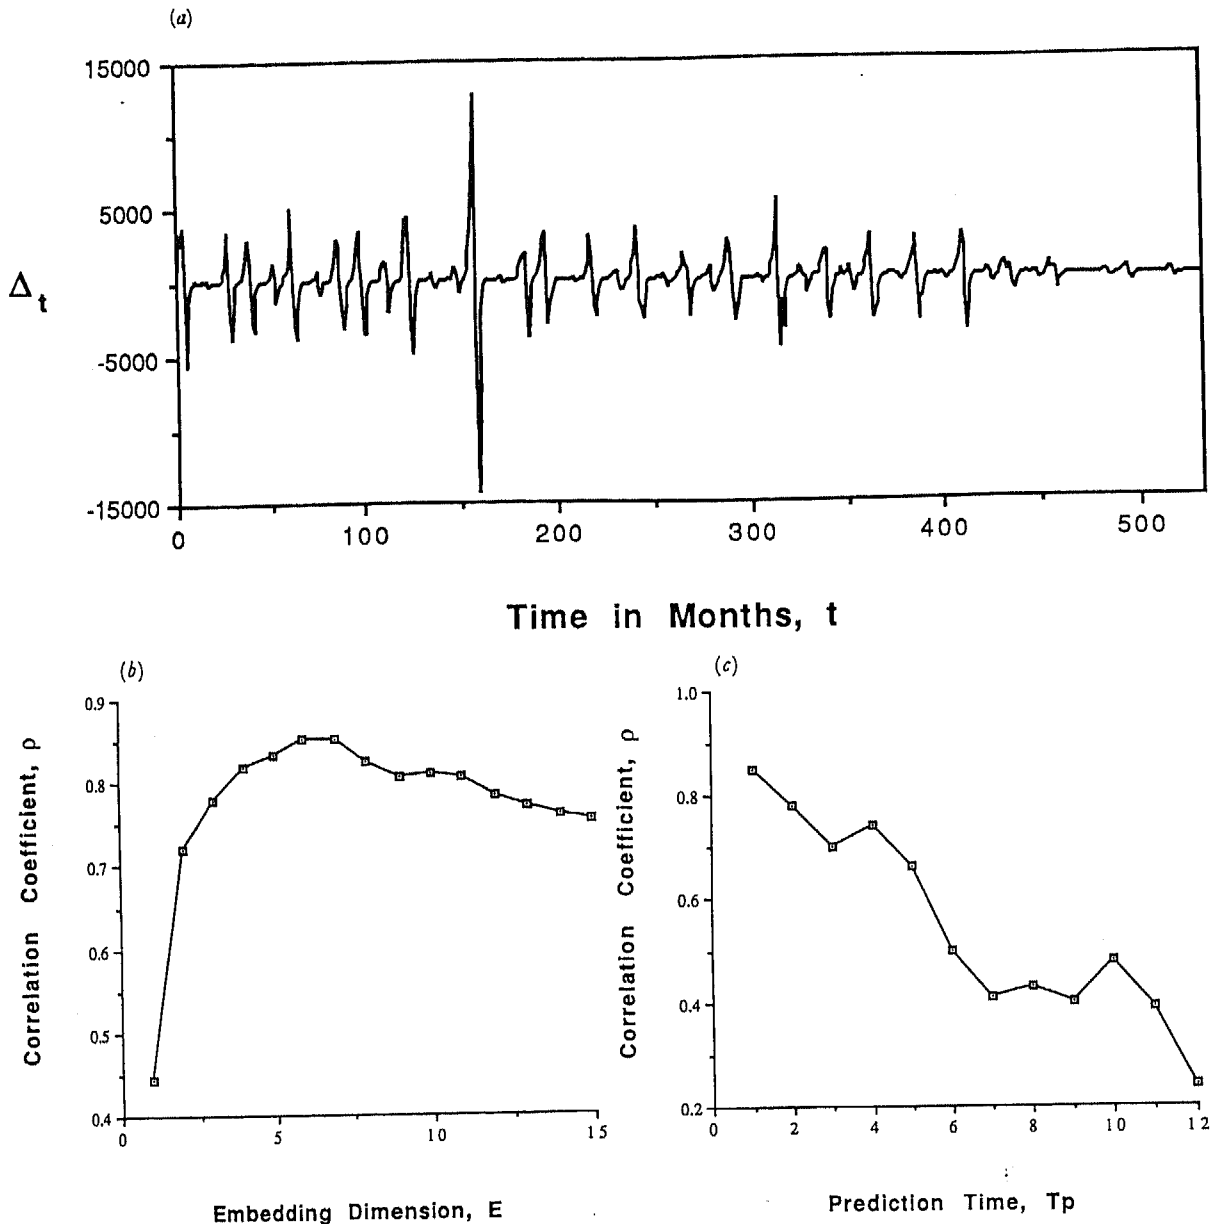 (a)
15000
5000
-5000
-15000
Δt
0 100 200 300 400 500
Time in Months, t
(b)
0.9
0.8
0.7
0.6
0.5
0.4
Correlation Coefficient, ρ
0 5 10 15
Embedding Dimension, E
(c)
1.0
0.8
0.6
0.4
0.2
Correlation Coefficient, ρ
0 2 4 6 8 10 12
Prediction Time, Tp